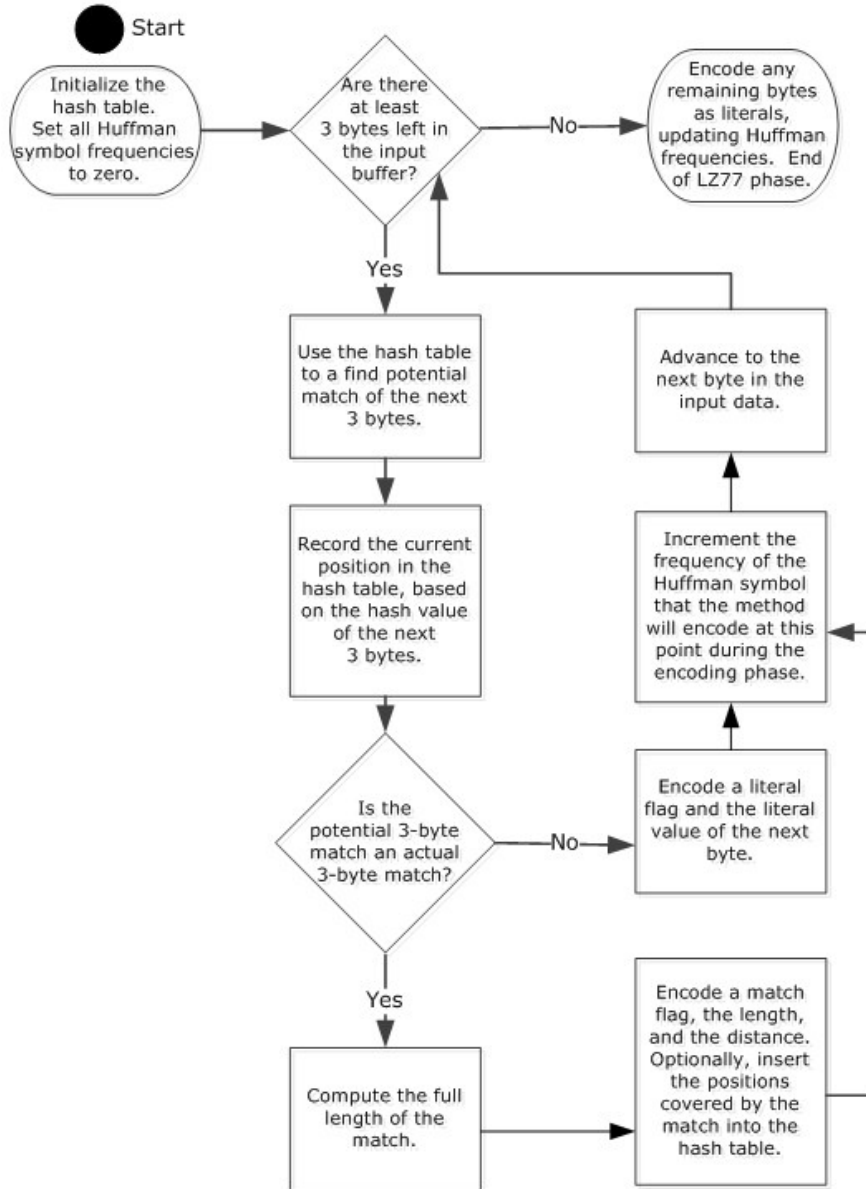 Start
Initialize the
hash table.
Set all Huffman
symbol frequencies
to zero.
Are there
at least
3 bytes left in
the input
buffer?
No
Encode any
remaining bytes
as literals,
updating Huffman
frequencies.  End
of LZ77 phase.
Yes
Use the hash table
to a find potential
match of the next
3 bytes.
Advance to the
next byte in the
input data.
Record the current
position in the
hash table, based
on the hash value
of the next
3 bytes.
Increment the
frequency of the
Huffman symbol
that the method
will encode at this
point during the
encoding phase.
Is the
potential 3-byte
match an actual
3-byte match?
No
Encode a literal
flag and the literal
value of the next
byte.
Yes
Compute the full
length of the
match.
Encode a match
flag, the length,
and the distance.
Optionally, insert
the positions
covered by the
match into the
hash table.